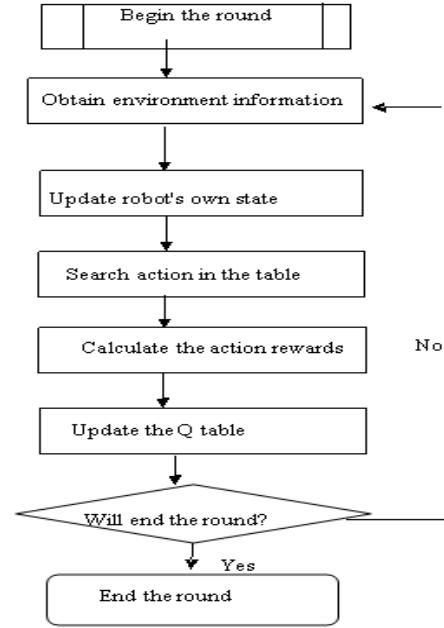 Begin the round
Obtain environment information
Update robot's own state
Search action in the table
Calculate the action rewards
No
Update the Q table
Will end the round?
Yes
End the round